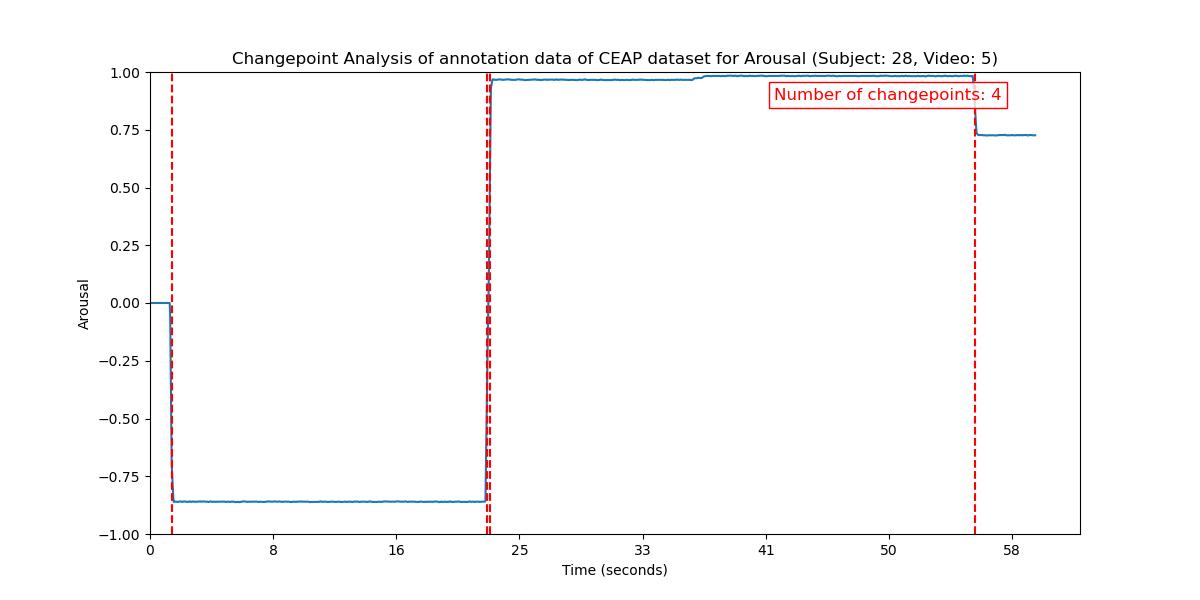 Changepoint Analysis of annotation data of CEAP dataset for Arousal (Subject: 28, Video: 5)
Number of changepoints: 4
1.00
0.75
0.50
0.25
0.00
−0.25
−0.50
−0.75
−1.00
Arousal
0 8 16 25 33 41 50 58
Time (seconds)